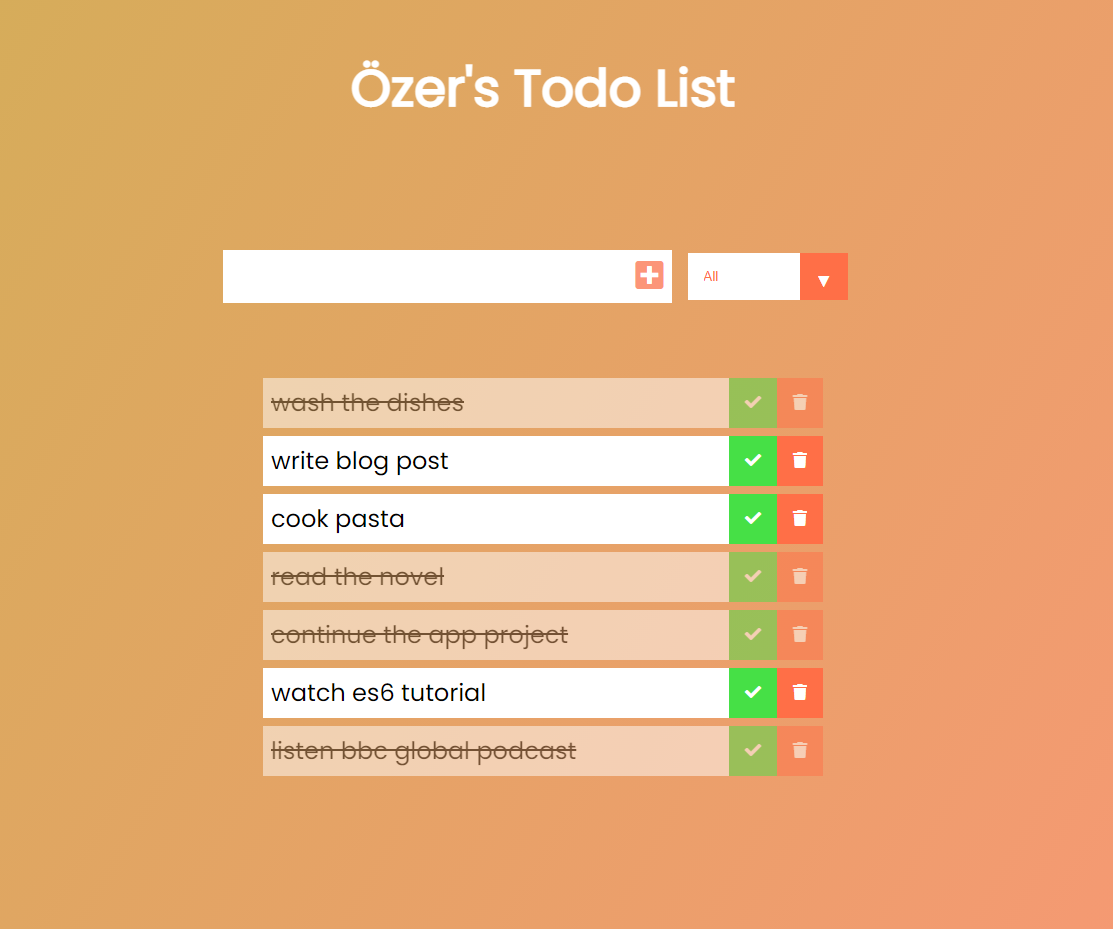 Özer's Todo List
All
wash the dishes
write blog post
cook pasta
read the novel
continue the app project
watch es6 tutorial
listen bbc global podcast